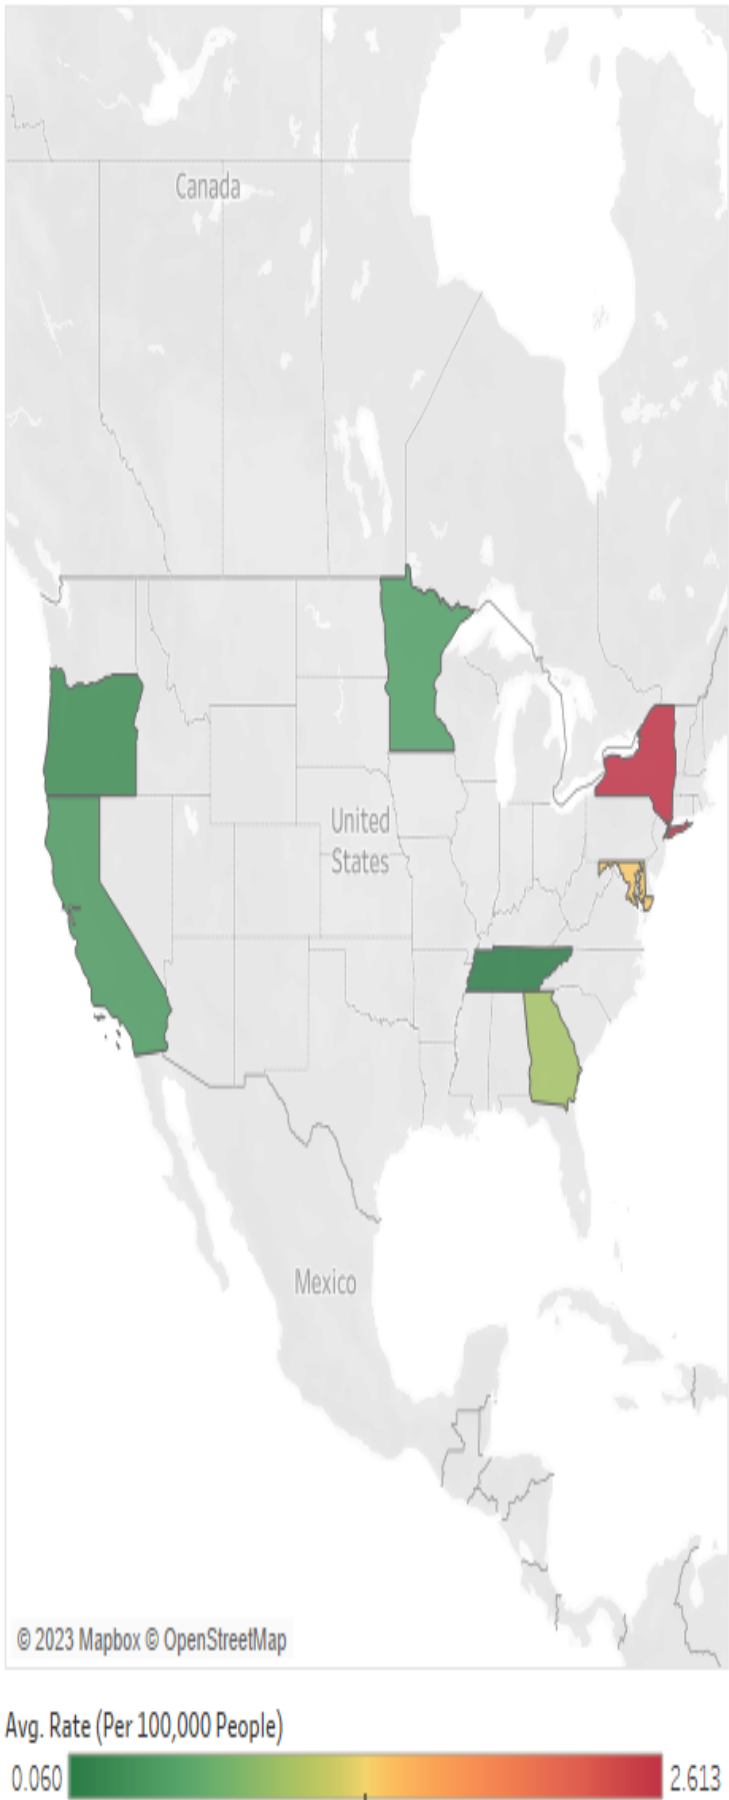 Canada
United
States
Mexico
© 2023 Mapbox © OpenStreetMap
Avg. Rate (Per 100,000 People)
0.060 2.613